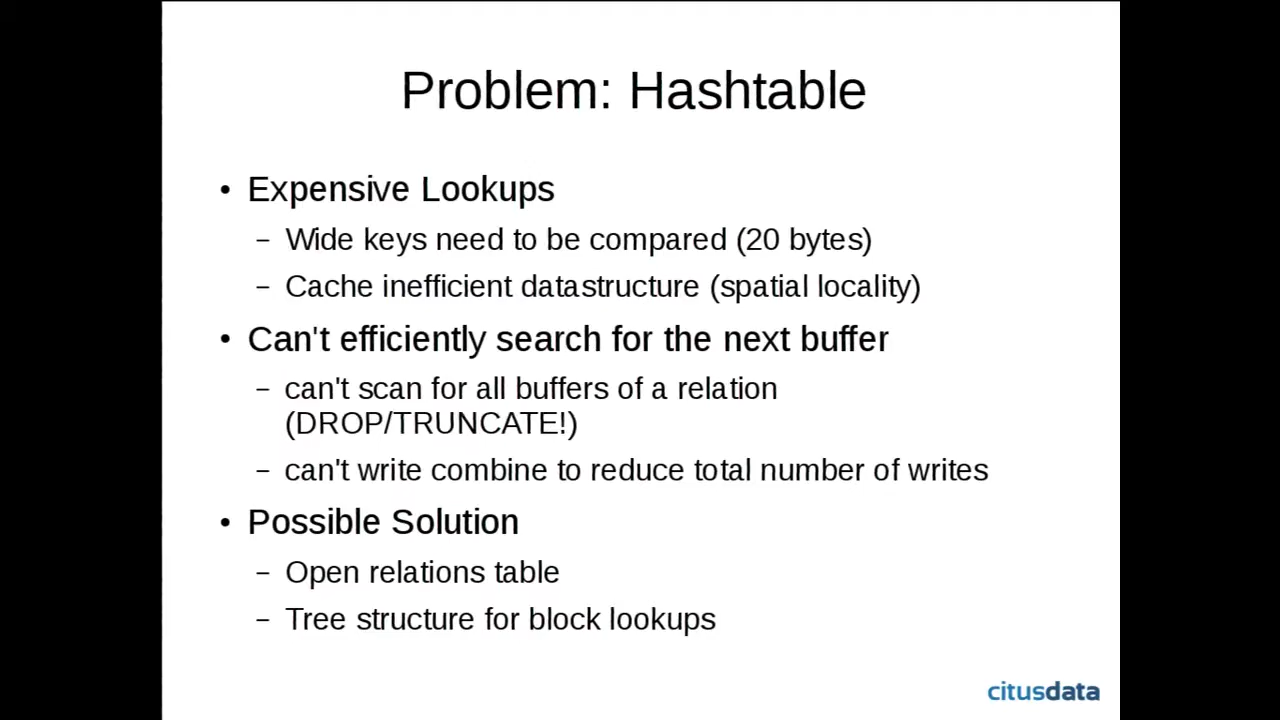 Problem: Hashtable
• Expensive Lookups
– Wide keys need to be compared (20 bytes)
– Cache inefficient datastructure (spatial locality)
• Can't efficiently search for the next buffer
– can't scan for all buffers of a relation
(DROP/TRUNCATE!)
– can't write combine to reduce total number of writes
• Possible Solution
– Open relations table
– Tree structure for block lookups
citusdata